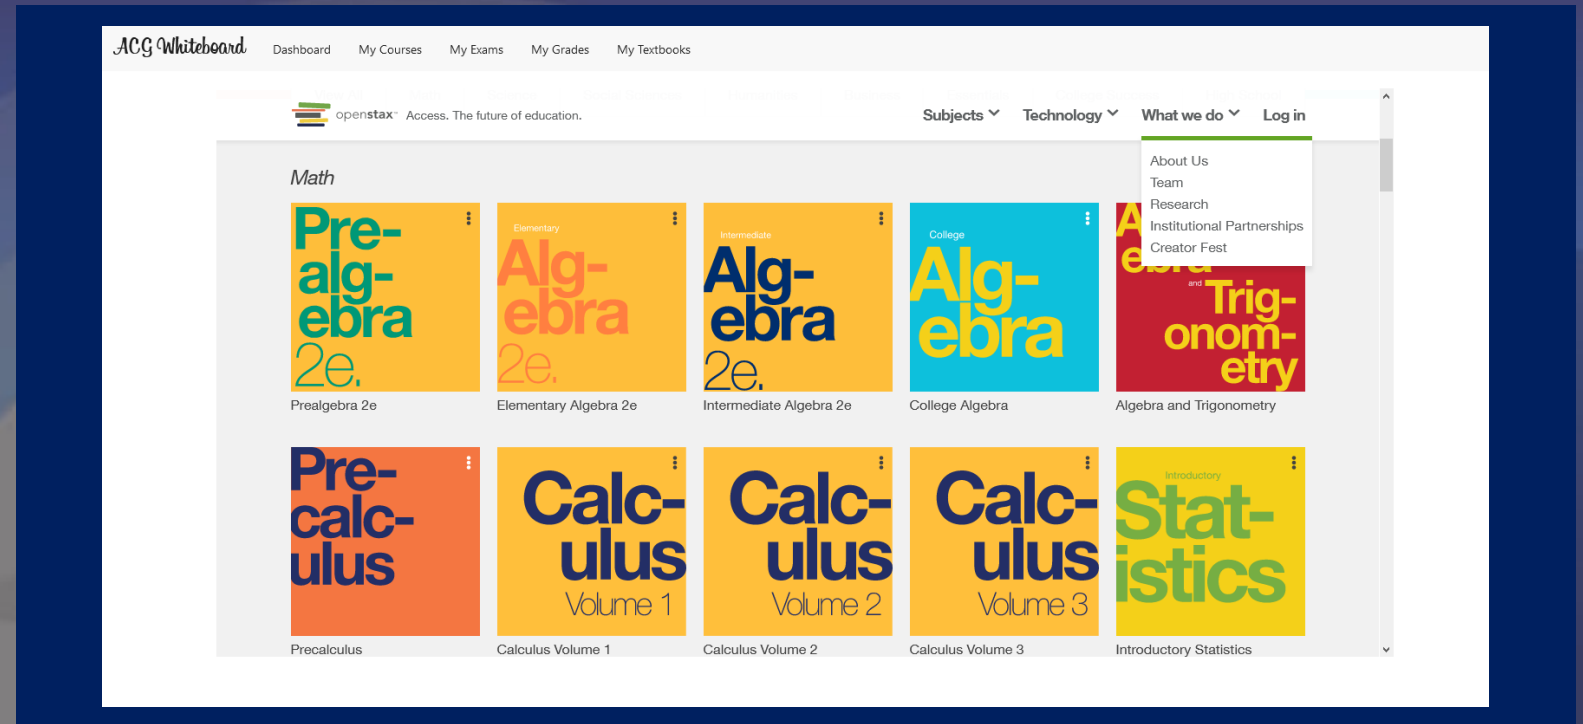 ACG Whiteboard Dashboard My Courses My Exams My Grades My Textbooks
openstax™ Access. The future of education. Subjects Technology What we do Log in
About Us
Team
Research
Institutional Partnerships
Creator Fest
Math
Pre-
alg-
ebra
2e.
Elementary
Alg-
ebra
2e.
Intermediate
Alg-
ebra
2e.
College
Alg-
ebra
ebra
and
Trig-
onom-
etry
Prealgebra 2e
Elementary Algebra 2e
Intermediate Algebra 2e
College Algebra
Algebra and Trigonometry
Pre-
calc-
ulus
Calc-
ulus
Volume 1
Calc-
ulus
Volume 2
Calc-
ulus
Volume 3
Introductory
Stat-
istics
Precalculus
Calculus Volume 1
Calculus Volume 2
Calculus Volume 3
Introductory Statistics